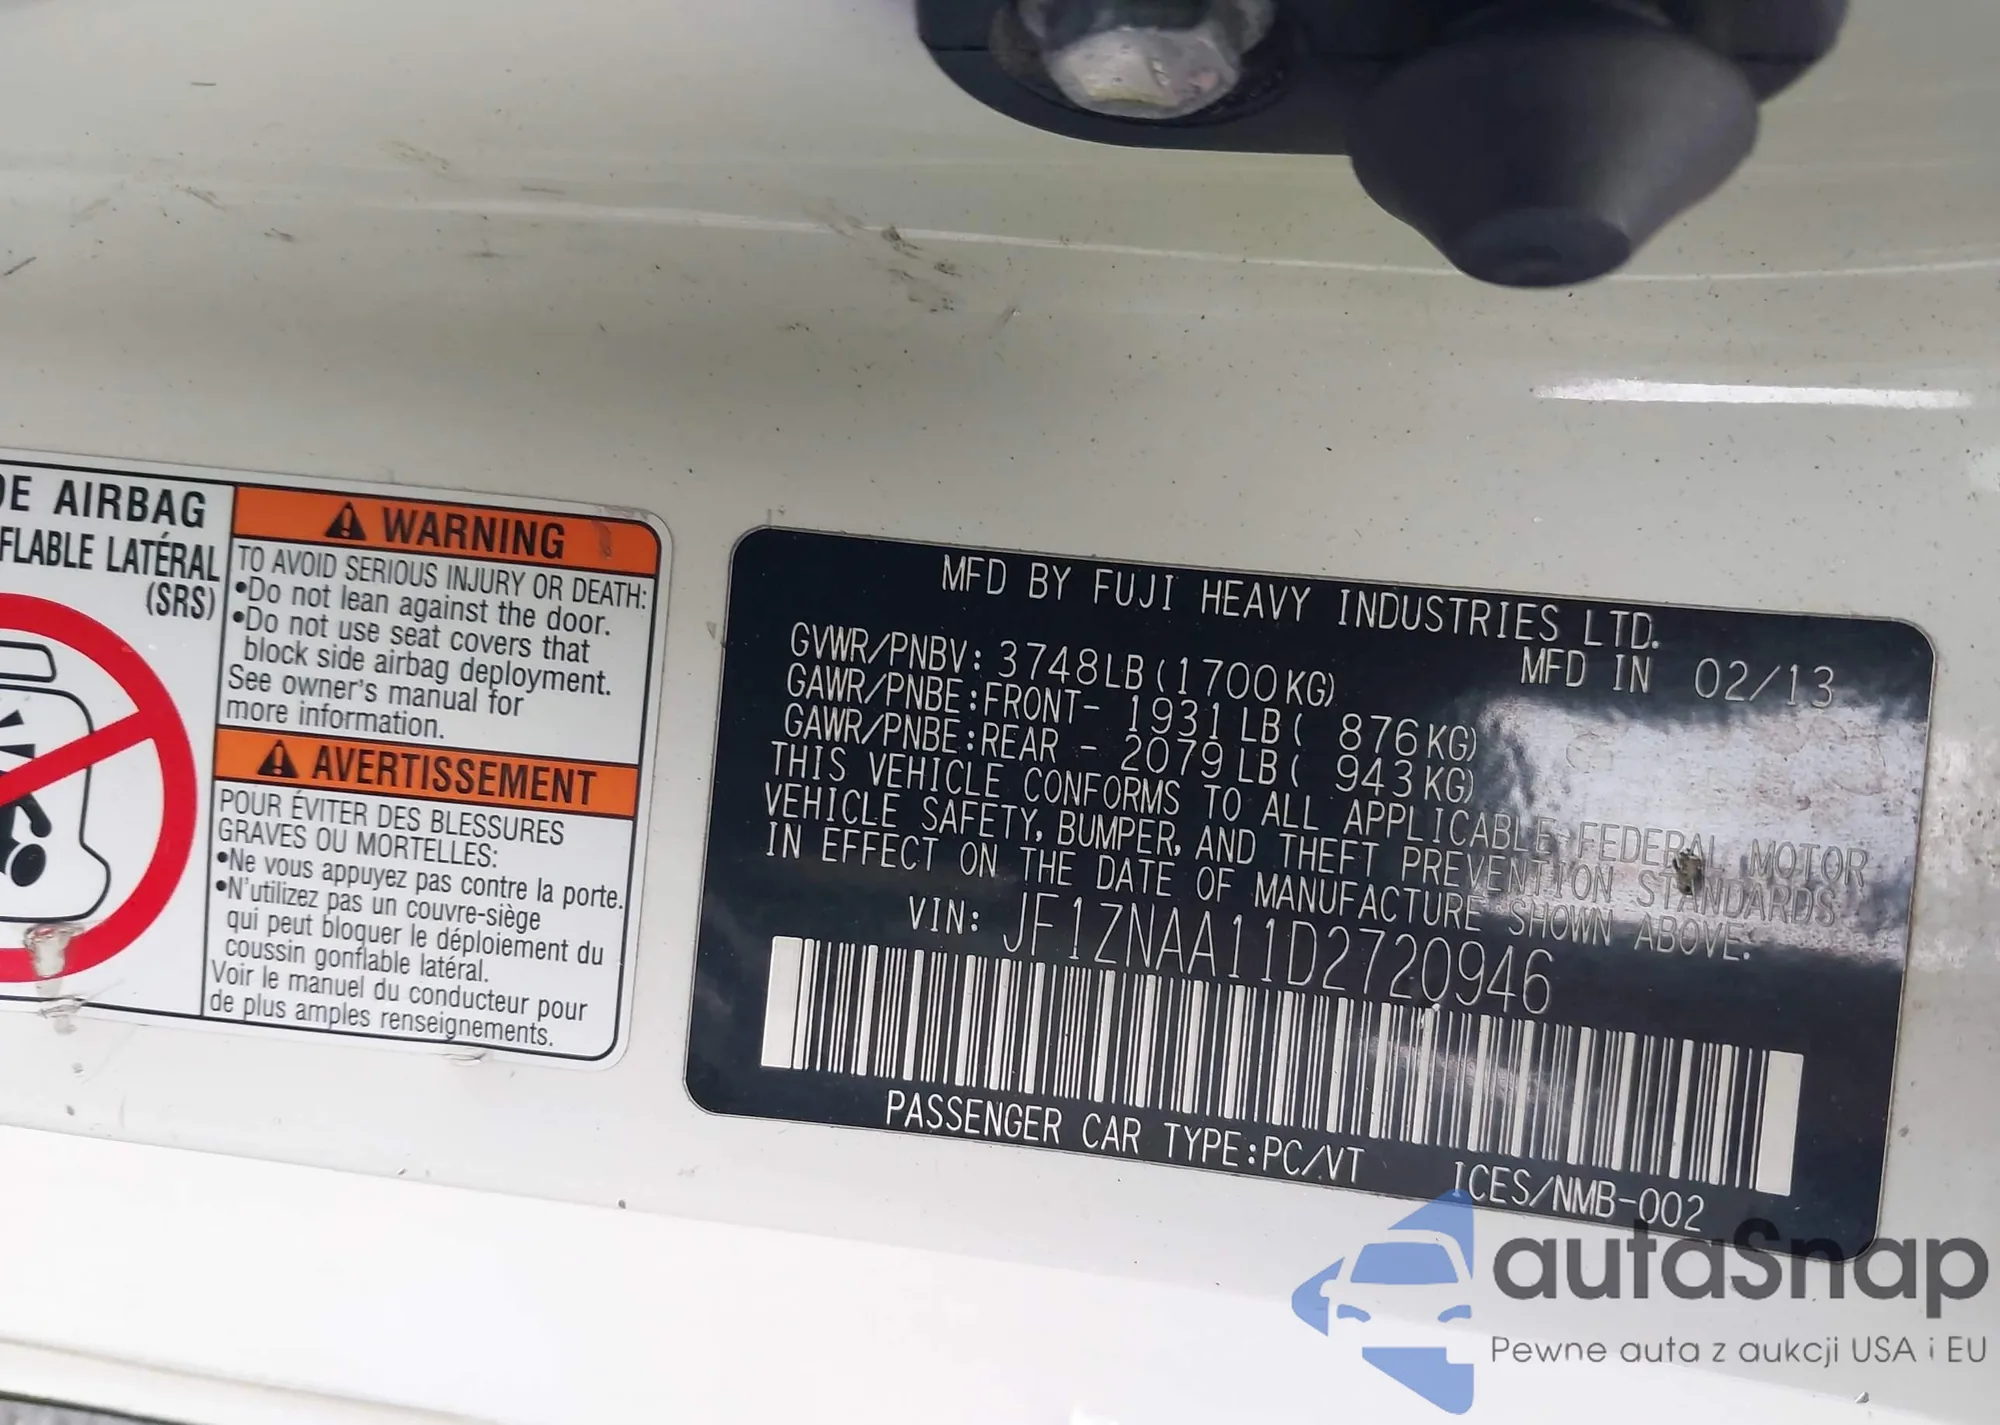 DE AIRBAG
FLABLE LATÉRAL
(SRS)
WARNING
TO AVOID SERIOUS INJURY OR DEATH:
•Do not lean against the door.
•Do not use seat covers that
block side airbag deployment.
See owner's manual for
more information.
AVERTISSEMENT
POUR ÉVITER DES BLESSURES
GRAVES OU MORTELLES:
•Ne vous appuyez pas contre la porte.
•N'utilizez pas un couvre-siège
qui peut bloquer le déploiement du
coussin gonflable latéral.
Voir le manuel du conducteur pour
de plus amples renseignements.
MFD BY FUJI HEAVY INDUSTRIES LTD.
MFD IN 02/13
GVWR/PNBV: 3748LB(1700KG)
GAWR/PNBE:FRONT- 1931LB( 876KG)
GAWR/PNBE:REAR - 2079LB( 943KG)
THIS VEHICLE CONFORMS TO ALL APPLICABLE FEDERAL MOTOR
VEHICLE SAFETY, BUMPER, AND THEFT PREVENTION STANDARDS
IN EFFECT ON THE DATE OF MANUFACTURE SHOWN ABOVE.
VIN: JF1ZNAA11D2720946
PASSENGER CAR TYPE:PC/VT ICES/NMB-002
autaSnap
Pewne auta z aukcji USA i EU